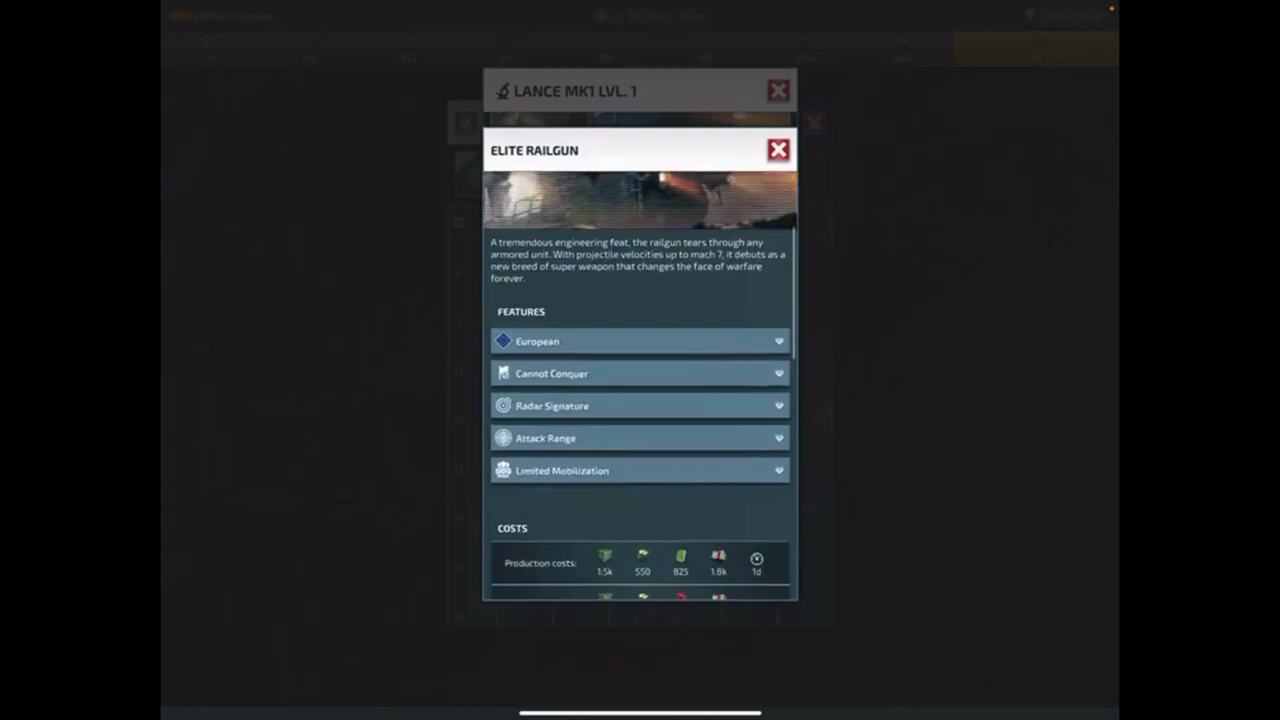 LANCE MK1 LVL. 1
ELITE RAILGUN
A tremendous engineering feat, the railgun tears through any
armored unit. With projectile velocities up to mach 7, it debuts as a
new breed of super weapon that changes the face of warfare
forever.
FEATURES
European
Cannot Conquer
Radar Signature
Attack Range
Limited Mobilization
COSTS
Production costs:
1.5k 550 825 1.8k 1d